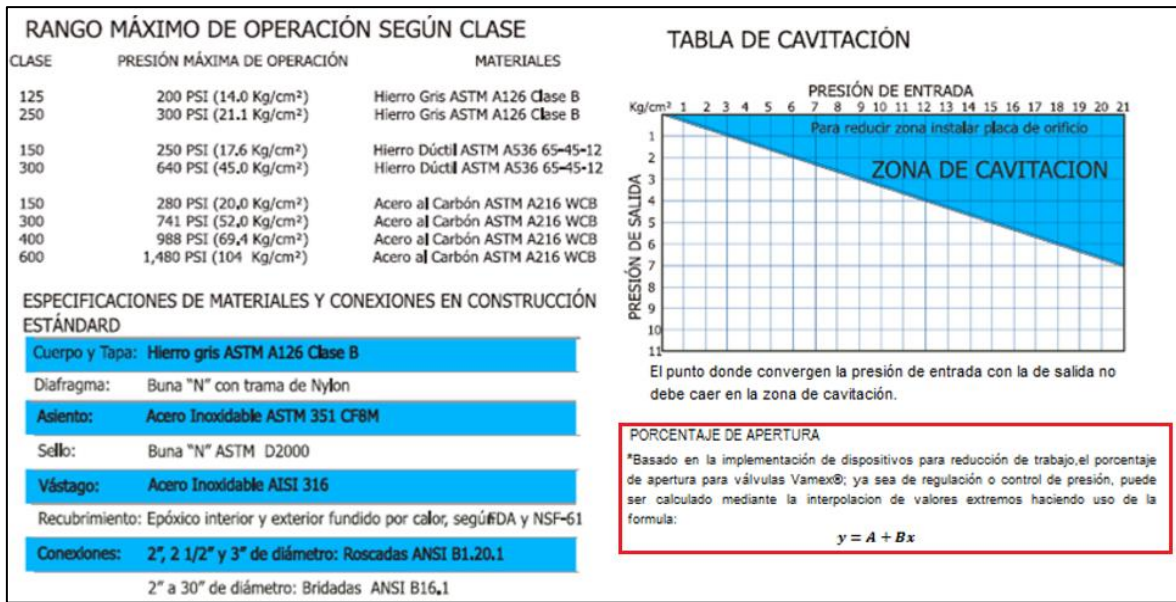 RANGO MÁXIMO DE OPERACIÓN SEGÚN CLASE
CLASE PRESIÓN MÁXIMA DE OPERACIÓN MATERIALES
125 200 PSI (14.0 Kg/cm²) Hierro Gris ASTM A126 Clase B
250 300 PSI (21.1 Kg/cm²) Hierro Gris ASTM A126 Clase B
150 250 PSI (17.6 Kg/cm²) Hierro Dúctil ASTM A536 65-45-12
300 640 PSI (45.0 Kg/cm²) Hierro Dúctil ASTM A536 65-45-12
150 280 PSI (20.0 Kg/cm²) Acero al Carbón ASTM A216 WCB
300 741 PSI (52.0 Kg/cm²) Acero al Carbón ASTM A216 WCB
400 988 PSI (69.4 Kg/cm²) Acero al Carbón ASTM A216 WCB
600 1,480 PSI (104 Kg/cm²) Acero al Carbón ASTM A216 WCB
ESPECIFICACIONES DE MATERIALES Y CONEXIONES EN CONSTRUCCIÓN
ESTÁNDARD
Cuerpo y Tapa: Hierro gris ASTM A126 Clase B
Diafragma: Buna "N" con trama de Nylon
Asiento: Acero Inoxidable ASTM 351 CF8M
Sello: Buna "N" ASTM D2000
Vástago: Acero Inoxidable AISI 316
Recubrimiento: Epóxico interior y exterior fundido por calor, segúnFDA y NSF-61
Conexiones: 2", 2 1/2" y 3" de diámetro: Roscadas ANSI B1.20.1
2" a 30" de diámetro: Bridadas ANSI B16.1
TABLA DE CAVITACIÓN
PRESIÓN DE ENTRADA
Kg/cm² 1 2 3 4 5 6 7 8 9 10 11 12 13 14 15 16 17 18 19 20 21
Para reducir zona instalar placa de orificio
ZONA DE CAVITACION
PRESIÓN DE SALIDA
1
2
3
4
5
6
7
8
9
10
11
El punto donde convergen la presión de entrada con la de salida no
debe caer en la zona de cavitación.
PORCENTAJE DE APERTURA
*Basado en la implementación de dispositivos para reducción de trabajo,el porcentaje
de apertura para válvulas Vamex®; ya sea de regulación o control de presión, puede
ser calculado mediante la interpolacion de valores extremos haciendo uso de la
formula:
y = A + Bx